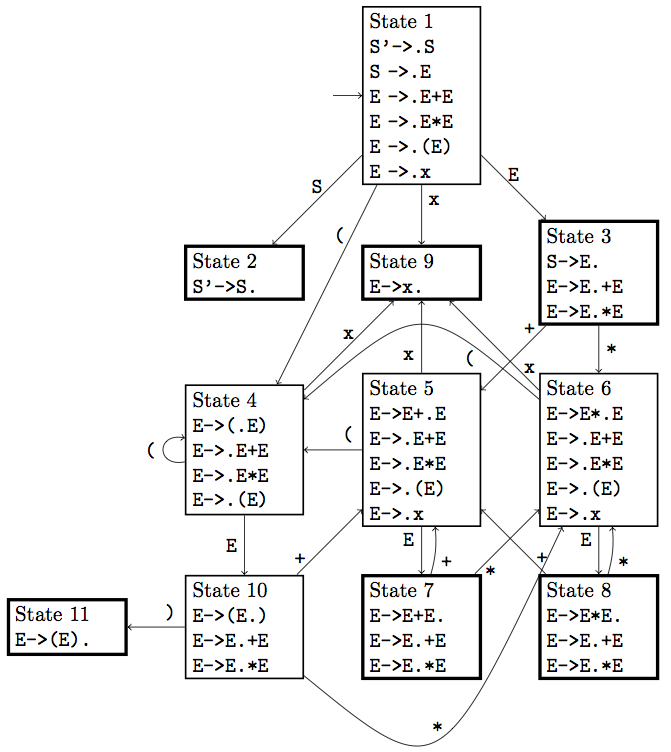 State 1
S'->.S
S ->.E
E ->.E+E
E ->.E*E
E ->.(E)
E ->.x
S
(
x
E
State 2
S'->S.
State 9
E->x.
State 3
S->E.
E->E.+E
E->E.*E
x
x
(
+
x
*
State 4
E->(.E)
E->.E+E
E->.E*E
E->.(E)
(
(
State 5
E->E+.E
E->.E+E
E->.E*E
E->.(E)
E->.x
State 6
E->E*.E
E->.E+E
E->.E*E
E->.(E)
E->.x
E
+
E
+
*
+
E
*
State 11
E->(E).
)
State 10
E->(E.)
E->E.+E
E->E.*E
State 7
E->E+E.
E->E.+E
E->E.*E
State 8
E->E*E.
E->E.+E
E->E.*E
*